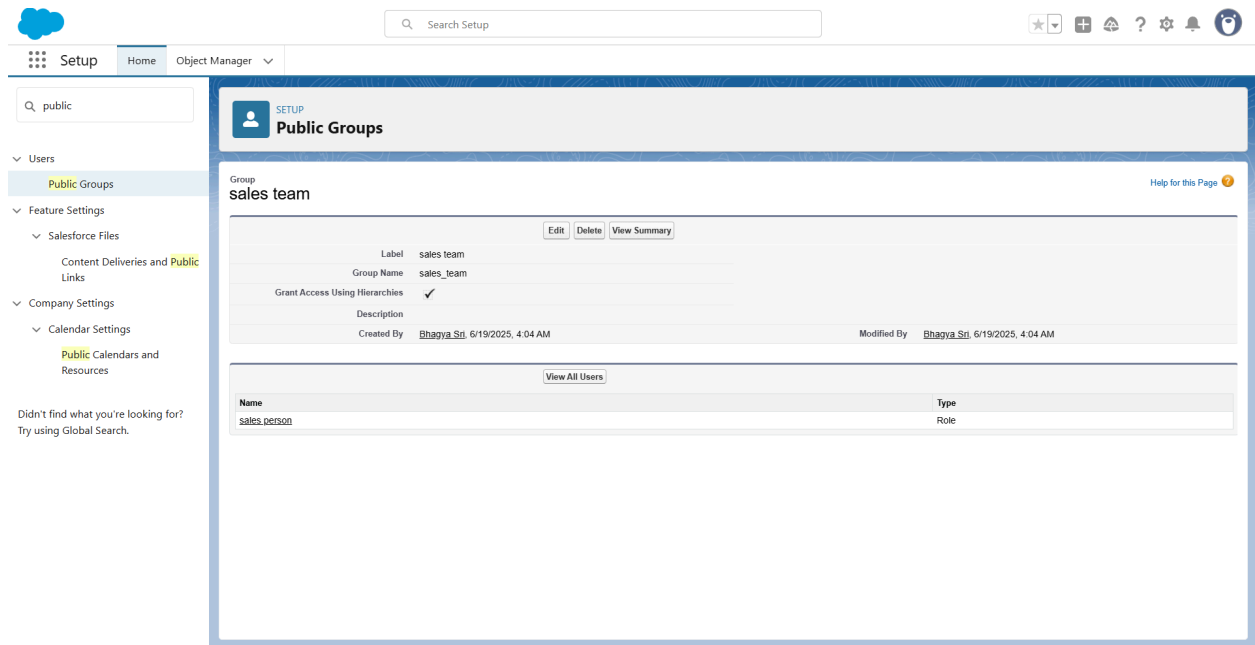 Search Setup
Setup
Home
Object Manager
public
Users
Public Groups
Feature Settings
Salesforce Files
Content Deliveries and Public
Links
Company Settings
Calendar Settings
Public Calendars and
Resources
Didn't find what you're looking for?
Try using Global Search.
SETUP
Public Groups
Group
sales team
Help for this Page ?
Edit Delete View Summary
Label sales team
Group Name sales_team
Grant Access Using Hierarchies ✓
Description
Created By Bhagya Sri, 6/19/2025, 4:04 AM Modified By Bhagya Sri, 6/19/2025, 4:04 AM
View All Users
Name Type
sales person Role